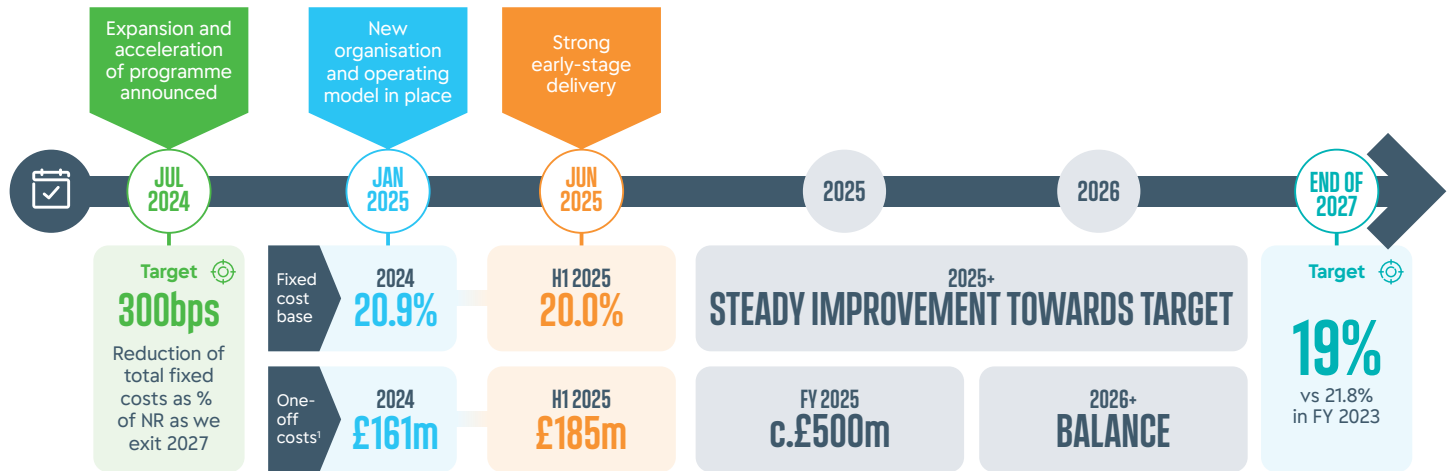 Expansion and
acceleration
of programme
announced
New
organisation
and operating
model in place
Strong
early-stage
delivery
JUL
2024
JAN
2025
JUN
2025
2025
2026
END OF
2027
Target
300bps
Reduction of
total fixed
costs as %
of NR as we
exit 2027
Fixed
cost
base
2024
20.9%
H1 2025
20.0%
2025+
STEADY IMPROVEMENT TOWARDS TARGET
One-
off
costs¹
2024
£161m
H1 2025
£185m
FY 2025
c.£500m
2026+
BALANCE
Target
19%
vs 21.8%
in FY 2023